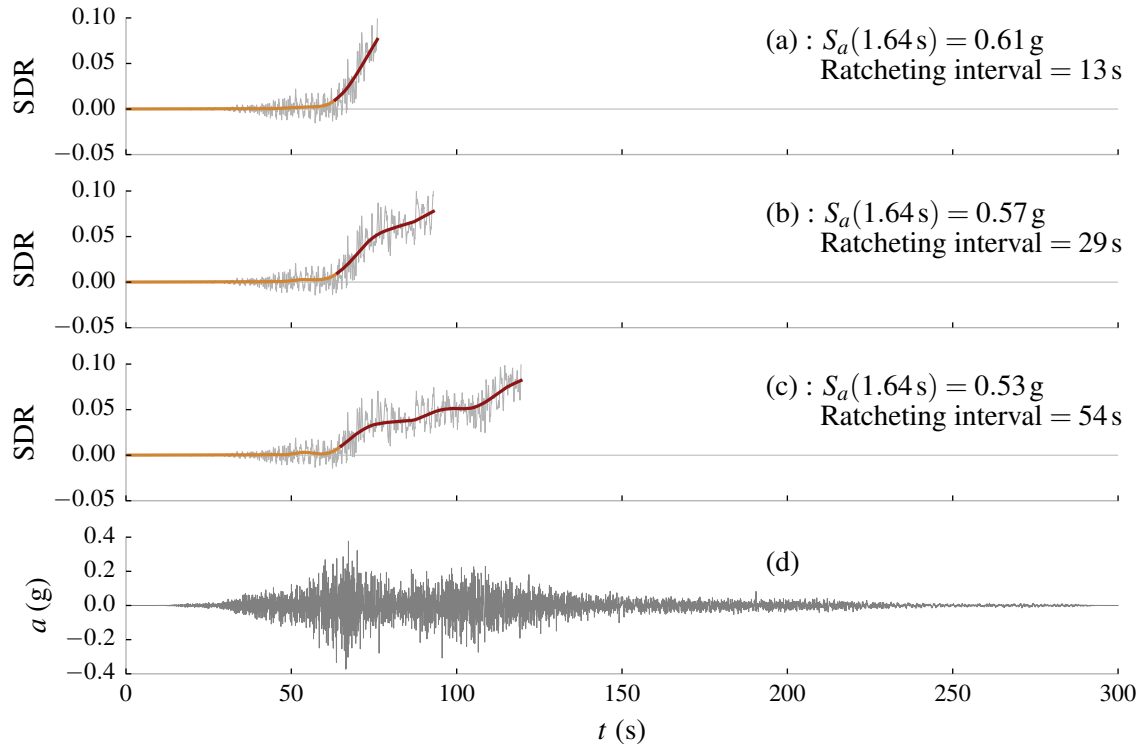 0.10
0.05
0.00
−0.05
SDR
(a) : Sa(1.64 s) = 0.61 g
Ratcheting interval = 13 s
0.10
0.05
0.00
−0.05
SDR
(b) : Sa(1.64 s) = 0.57 g
Ratcheting interval = 29 s
0.10
0.05
0.00
−0.05
SDR
(c) : Sa(1.64 s) = 0.53 g
Ratcheting interval = 54 s
0.4
0.2
0.0
−0.2
−0.4
a (g)
(d)
0 50 100 150 200 250 300
t (s)